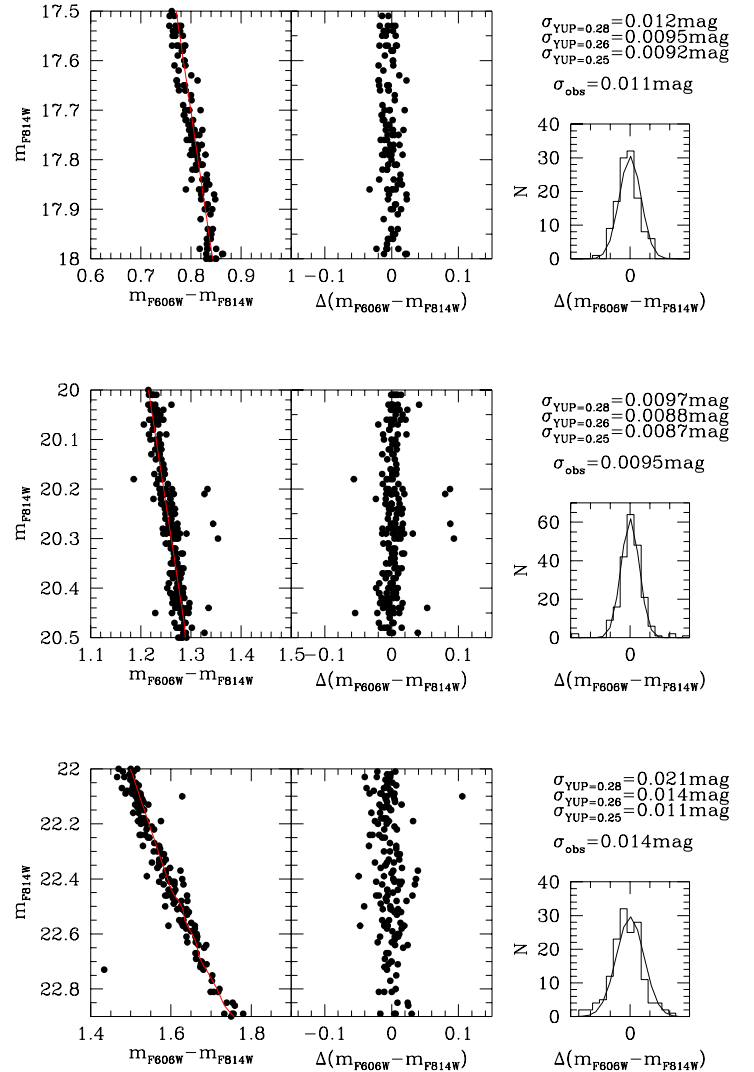 17.5
17.6
17.7
17.8
17.9
18
m_F814W
0.6 0.7 0.8 0.9 1 -0.1 0 0.1
m_F606W−m_F814W
Δ(m_F606W−m_F814W)
σ_YUP=0.28=0.012mag
σ_YUP=0.26=0.0095mag
σ_YUP=0.25=0.0092mag
σ_obs=0.011mag
40
30
20
10
0
N
0
Δ(m_F606W−m_F814W)
20
20.1
20.2
20.3
20.4
20.5
m_F814W
1.1 1.2 1.3 1.4 1.5 −0.1 0 0.1
m_F606W−m_F814W
Δ(m_F606W−m_F814W)
σ_YUP=0.28=0.0097mag
σ_YUP=0.26=0.0088mag
σ_YUP=0.25=0.0087mag
σ_obs=0.0095mag
60
40
20
0
N
0
Δ(m_F606W−m_F814W)
22
22.2
22.4
22.6
22.8
m_F814W
1.4 1.6 1.8 −0.1 0 0.1
m_F606W−m_F814W
Δ(m_F606W−m_F814W)
σ_YUP=0.28=0.021mag
σ_YUP=0.26=0.014mag
σ_YUP=0.25=0.011mag
σ_obs=0.014mag
40
30
20
10
0
N
0
Δ(m_F606W−m_F814W)